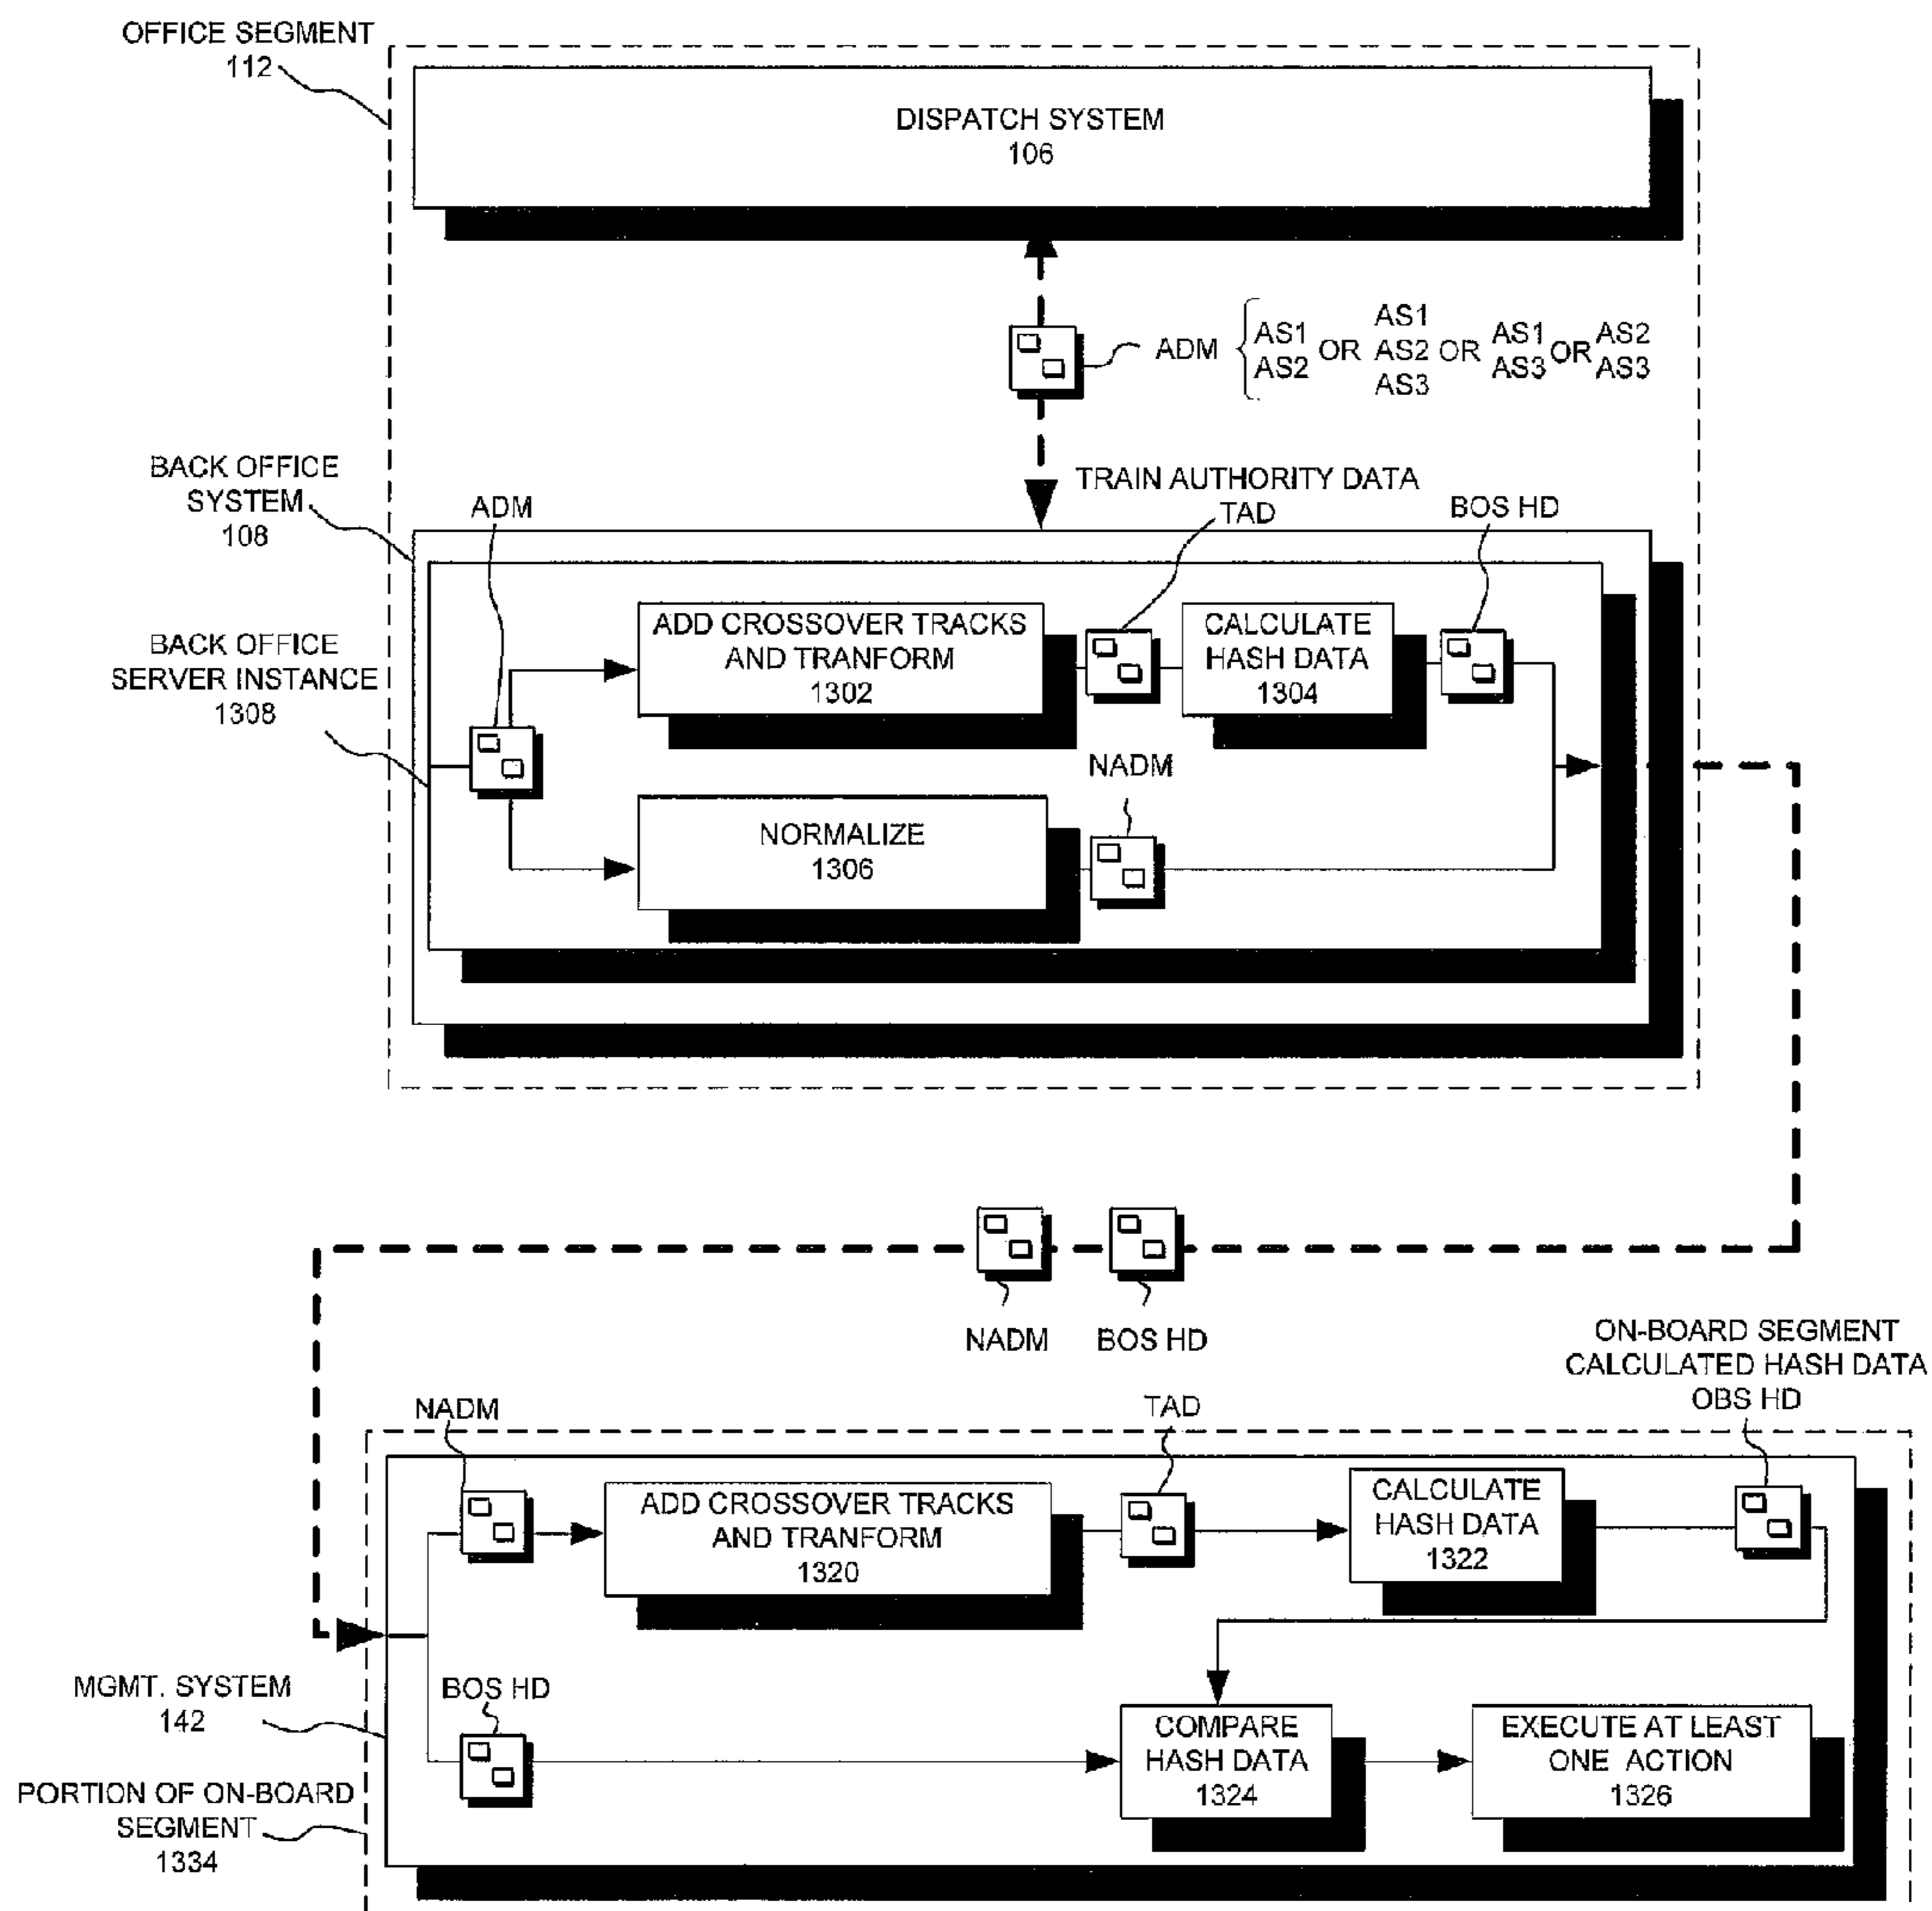 OFFICE SEGMENT
112
DISPATCH SYSTEM
106
ADM
AS1
AS2
OR
AS1
AS2
AS3
OR
AS1
AS3
OR
AS2
AS3
BACK OFFICE
SYSTEM
108
ADM
TRAIN AUTHORITY DATA
TAD
BOS HD
BACK OFFICE
SERVER INSTANCE
1308
ADD CROSSOVER TRACKS
AND TRANFORM
1302
CALCULATE
HASH DATA
1304
NADM
NORMALIZE
1306
NADM
BOS HD
ON-BOARD SEGMENT
CALCULATED HASH DATA
OBS HD
NADM
TAD
ADD CROSSOVER TRACKS
AND TRANFORM
1320
CALCULATE
HASH DATA
1322
MGMT. SYSTEM
142
BOS HD
COMPARE
HASH DATA
1324
EXECUTE AT LEAST
ONE ACTION
1326
PORTION OF ON-BOARD
SEGMENT
1334